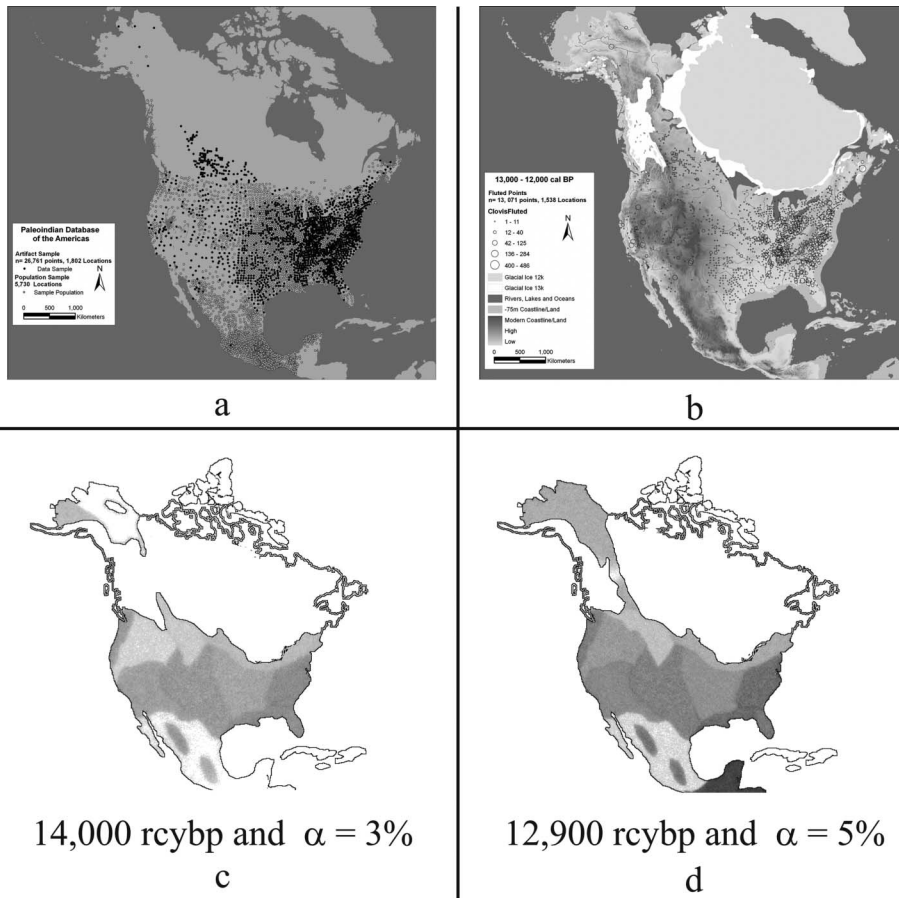 Paleoindian Database
of the Americas
Artifact Sample
n= 26,761 points, 1,802 Locations
Data Sample
Population Sample
5,730 Locations
Sample Population
N
0 500 1,000
Kilometers
a
13,000 - 12,000 cal BP
Fluted Points
n= 13, 071 points, 1,538 Locations
ClovisFluted
1 - 11
12 - 40
42 - 125
136 - 284
400 - 486
Glacial Ice 12k
Glacial Ice 13k
Rivers, Lakes and Oceans
-75m Coastline/Land
Modern Coastline/Land
High
Low
N
0 500 1,000
Kilometers
b
14,000 rcybp and α = 3%
c
12,900 rcybp and α = 5%
d